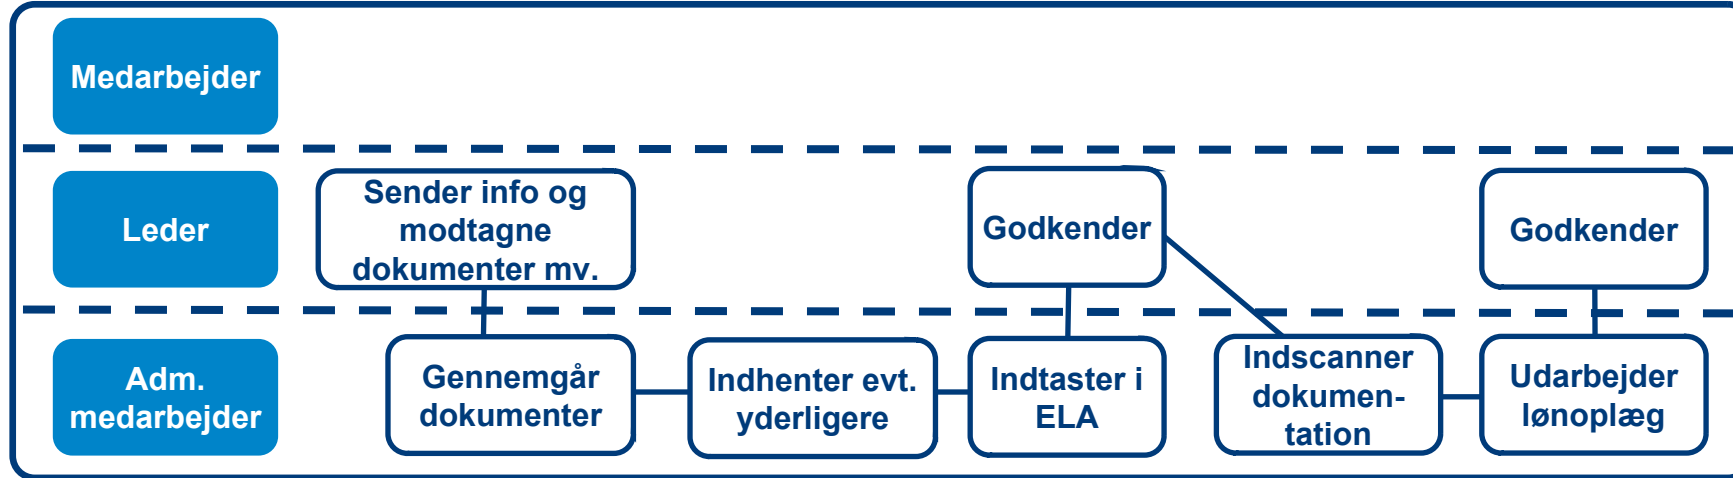 Medarbejder
Leder
Sender info og
modtagne
dokumenter mv.
Godkender
Godkender
Adm.
medarbejder
Gennemgår
dokumenter
Indhenter evt.
yderligere
Indtaster i
ELA
Indscanner
dokumen-
tation
Udarbejder
lønoplæg